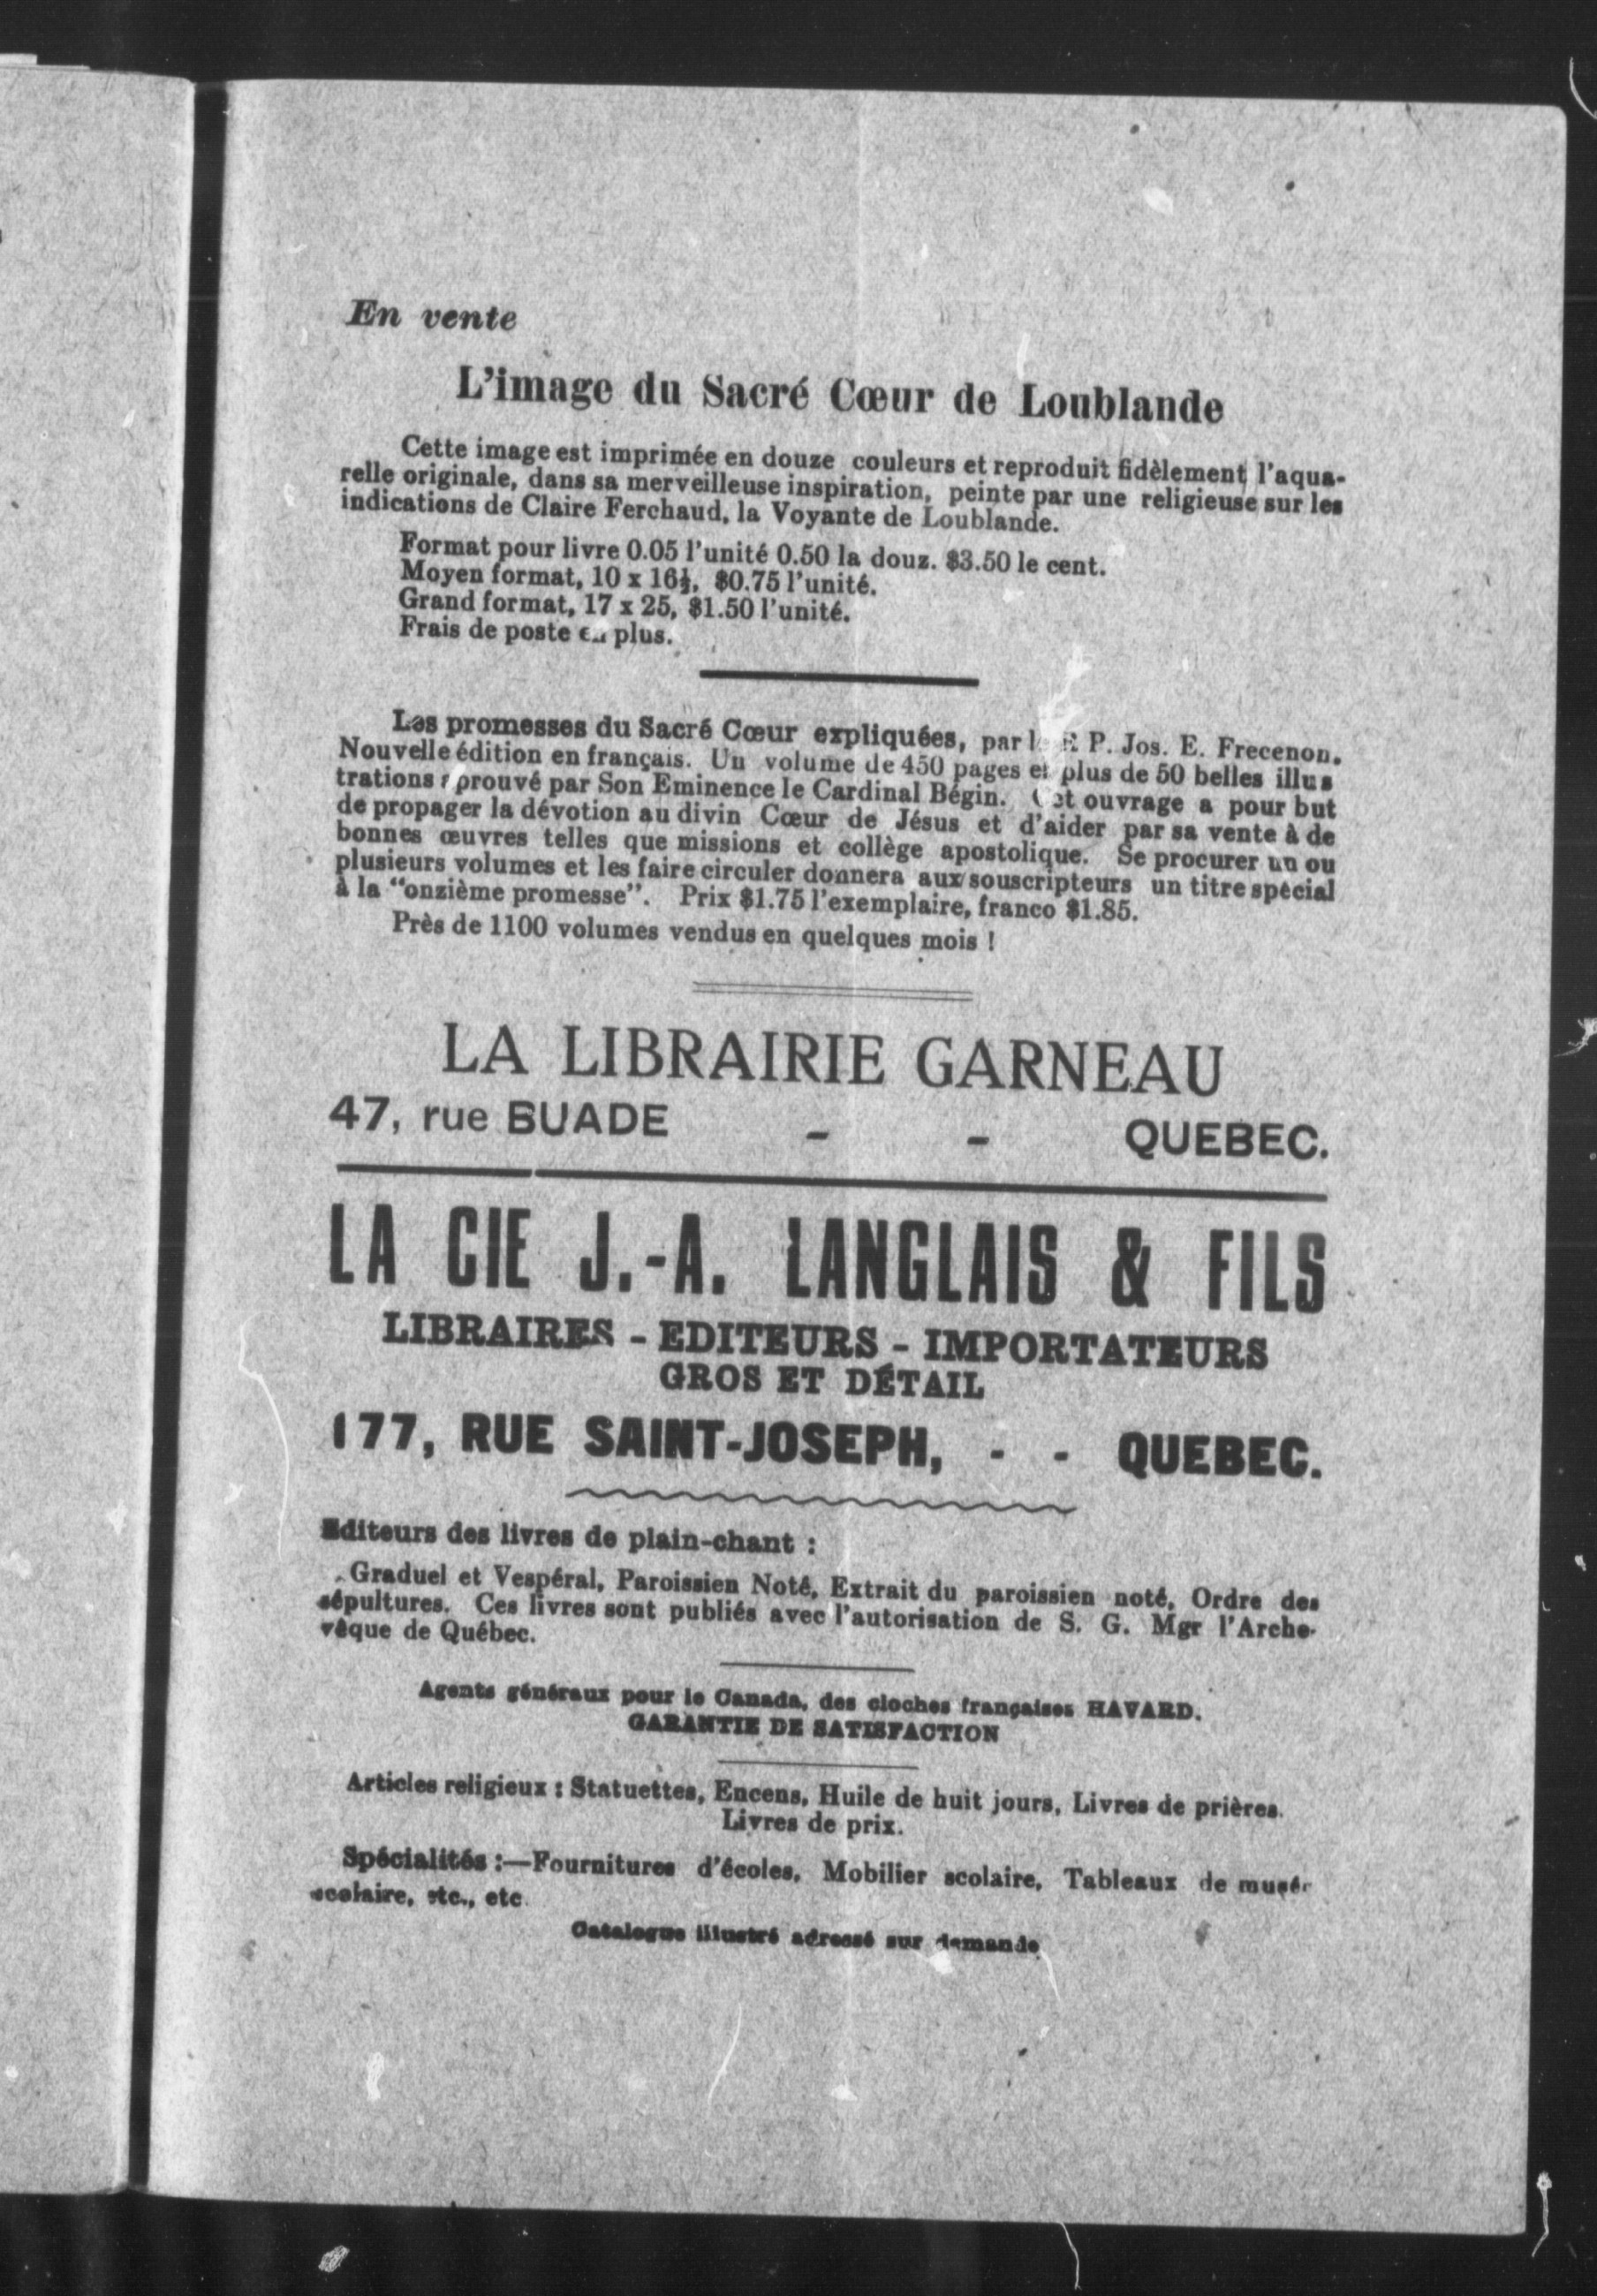 En vente
L'image du Sacré Cœur de Loublande
Cette image est imprimée en douze couleurs et reproduit fidèlement l'aqua-
relle originale, dans sa merveilleuse inspiration, peinte par une religieuse sur les
indications de Claire Ferchaud, la Voyante de Loublande.
Format pour livre 0.05 l'unité 0.50 la douz. $3.50 le cent.
Moyen format, 10 x 16½, $0.75 l'unité.
Grand format, 17 x 25, $1.50 l'unité.
Frais de poste en plus.
Les promesses du Sacré Cœur expliquées, par le R. P. Jos. E. Frecenon.
Nouvelle édition en français. Un volume de 450 pages et plus de 50 belles illus
trations prouvé par Son Eminence le Cardinal Bégin. Cet ouvrage a pour but
de propager la dévotion au divin Cœur de Jésus et d'aider par sa vente à de
bonnes œuvres telles que missions et collège apostolique. Se procurer un ou
plusieurs volumes et les faire circuler donnera aux souscripteurs un titre spécial
à la "onzième promesse". Prix $1.75 l'exemplaire, franco $1.85.
Près de 1100 volumes vendus en quelques mois !
LA LIBRAIRIE GARNEAU
47, rue BUADE - - QUEBEC.
LA CIE J.-A. LANGLAIS & FILS
LIBRAIRES - EDITEURS - IMPORTATEURS
GROS ET DÉTAIL
177, RUE SAINT-JOSEPH, - - QUEBEC.
Editeurs des livres de plain-chant :
Graduel et Vespéral, Paroissien Noté, Extrait du paroissien noté, Ordre des
sépultures. Ces livres sont publiés avec l'autorisation de S. G. Mgr l'Arche-
vêque de Québec.
Agents généraux pour le Canada, des cloches françaises HAVARD.
GARANTIE DE SATISFACTION
Articles religieux : Statuettes, Encens, Huile de huit jours, Livres de prières.
Livres de prix.
Spécialités :—Fournitures d'écoles, Mobilier scolaire, Tableaux de musée
scolaire, etc., etc.
Catalogue illustré adressé sur demande